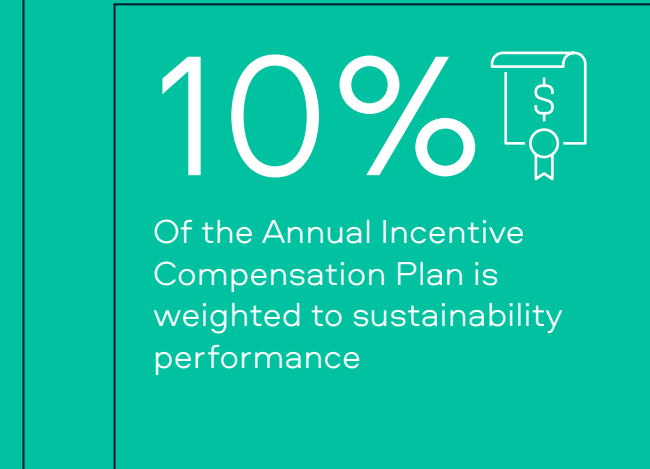 10%
$
Of the Annual Incentive
Compensation Plan is
weighted to sustainability
performance